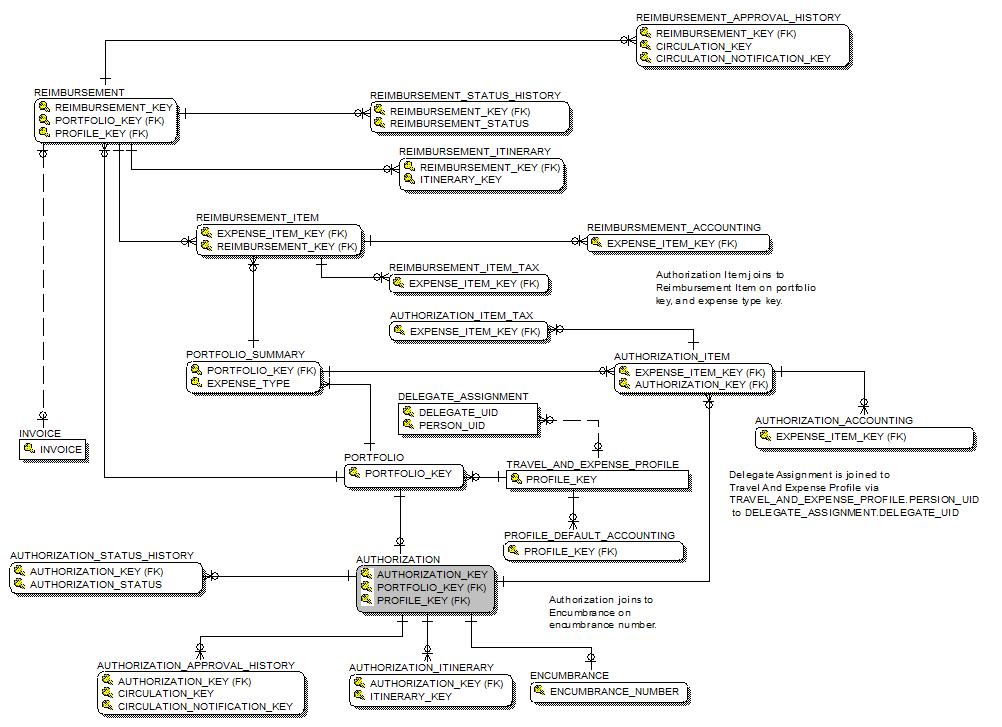 REIMBURSEMENT_APPROVAL_HISTORY
REIMBURSEMENT_KEY (FK)
CIRCULATION_KEY
CIRCULATION_NOTIFICATION_KEY
REIMBURSEMENT
REIMBURSEMENT_KEY
PORTFOLIO_KEY (FK)
PROFILE_KEY (FK)
REIMBURSEMENT_STATUS_HISTORY
REIMBURSEMENT_KEY (FK)
REIMBURSEMENT_STATUS
REIMBURSEMENT_ITINERARY
REIMBURSEMENT_KEY (FK)
ITINERARY_KEY
REIMBURSEMENT_ITEM
EXPENSE_ITEM_KEY (FK)
REIMBURSEMENT_KEY (FK)
REIMBURSMEMENT_ACCOUNTING
EXPENSE_ITEM_KEY (FK)
REIMBURSEMENT_ITEM_TAX
EXPENSE_ITEM_KEY (FK)
Authorization Item joins to
Reimbursement Item on portfolio
key, and expense type key.
AUTHORIZATION_ITEM_TAX
EXPENSE_ITEM_KEY (FK)
PORTFOLIO_SUMMARY
PORTFOLIO_KEY (FK)
EXPENSE_TYPE
AUTHORIZATION_ITEM
EXPENSE_ITEM_KEY (FK)
AUTHORIZATION_KEY (FK)
DELEGATE_ASSIGNMENT
DELEGATE_UID
PERSON_UID
AUTHORIZATION_ACCOUNTING
EXPENSE_ITEM_KEY (FK)
INVOICE
INVOICE
PORTFOLIO
PORTFOLIO_KEY
TRAVEL_AND_EXPENSE_PROFILE
PROFILE_KEY
Delegate Assignment is joined to
Travel And Expense Profile via
TRAVEL_AND_EXPENSE_PROFILE.PERSION_UID
to DELEGATE_ASSIGNMENT.DELEGATE_UID
PROFILE_DEFAULT_ACCOUNTING
PROFILE_KEY (FK)
AUTHORIZATION_STATUS_HISTORY
AUTHORIZATION_KEY (FK)
AUTHORIZATION_STATUS
AUTHORIZATION
AUTHORIZATION_KEY
PORTFOLIO_KEY (FK)
PROFILE_KEY (FK)
Authorization joins to
Encumbrance on
encumbrance number.
AUTHORIZATION_APPROVAL_HISTORY
AUTHORIZATION_KEY (FK)
CIRCULATION_KEY
CIRCULATION_NOTIFICATION_KEY
AUTHORIZATION_ITINERARY
AUTHORIZATION_KEY (FK)
ITINERARY_KEY
ENCUMBRANCE
ENCUMBRANCE_NUMBER